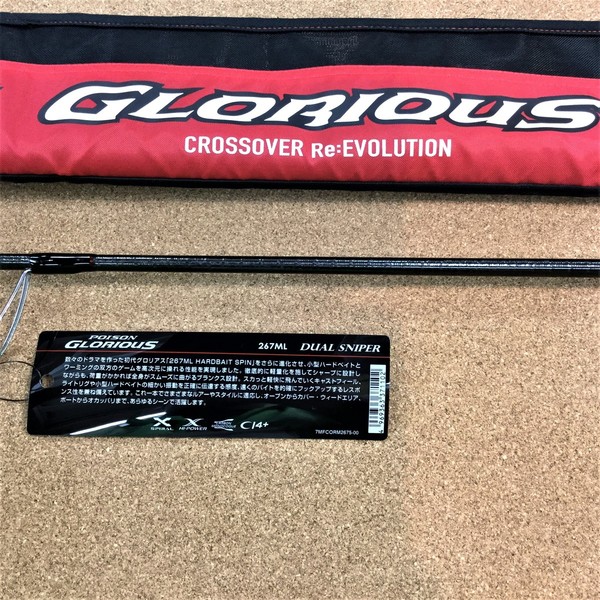 GLORIOUS
CROSSOVER Re:EVOLUTION
POISON
GLORIOUS
267ML DUAL SNIPER
数々のドラマを作った初代グロリアス「267ML HARDBAIT SPIN」をさらに進化させ、小型ハードベイトと
ワーミングの双方のゲームを高次元に操れる性能を実現しました。徹底的に軽量化を施してシャープに設計し
ながらも、荷重がかかれば全身がスムーズに曲がるブランクス設計。スカッと軽快に飛んでいくキャストフィール、
ライトリグや小型ハードベイトの細かい振動を正確に伝達する感度、遠くのバイトを的確にフックアップするレスポ
ンス性を兼ね備えています。これ一本でさまざまなルアーやスタイルに適応し、オープンからカバー・ウィードエリア、
ボートからオカッパリまで、あらゆるシーンで活躍します。
X SPIRAL X HI-POWER CI4+
7MFCORM2675-00